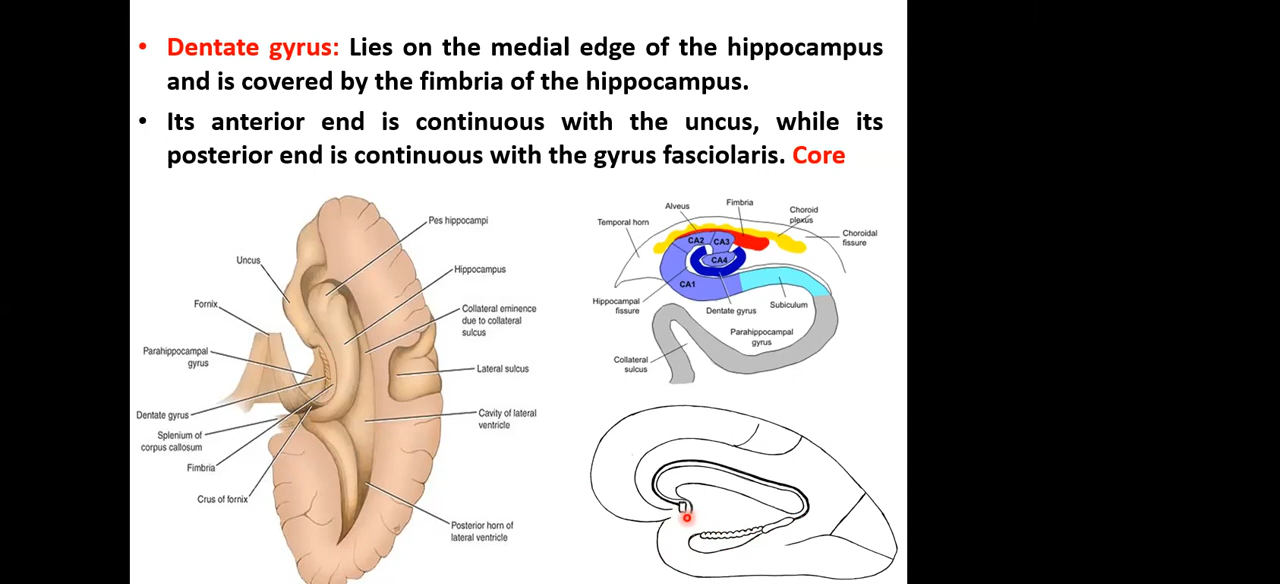 • Dentate gyrus: Lies on the medial edge of the hippocampus
and is covered by the fimbria of the hippocampus.
• Its anterior end is continuous with the uncus, while its
posterior end is continuous with the gyrus fasciolaris. Core
Pes hippocampi
Uncus
Hippocampus
Fornix
Collateral eminence
due to collateral
sulcus
Parahippocampal
gyrus
Lateral sulcus
Dentate gyrus
Cavity of lateral
ventricle
Splenium of
corpus callosum
Fimbria
Crus of fornix
Posterior horn of
lateral ventricle
Alveus
Fimbria
Choroid
plexus
Temporal horn
Choroidal
fissure
CA2
CA3
CA4
CA1
Hippocampal
fissure
Dentate gyrus
Subiculum
Parahippocampal
gyrus
Collateral
sulcus